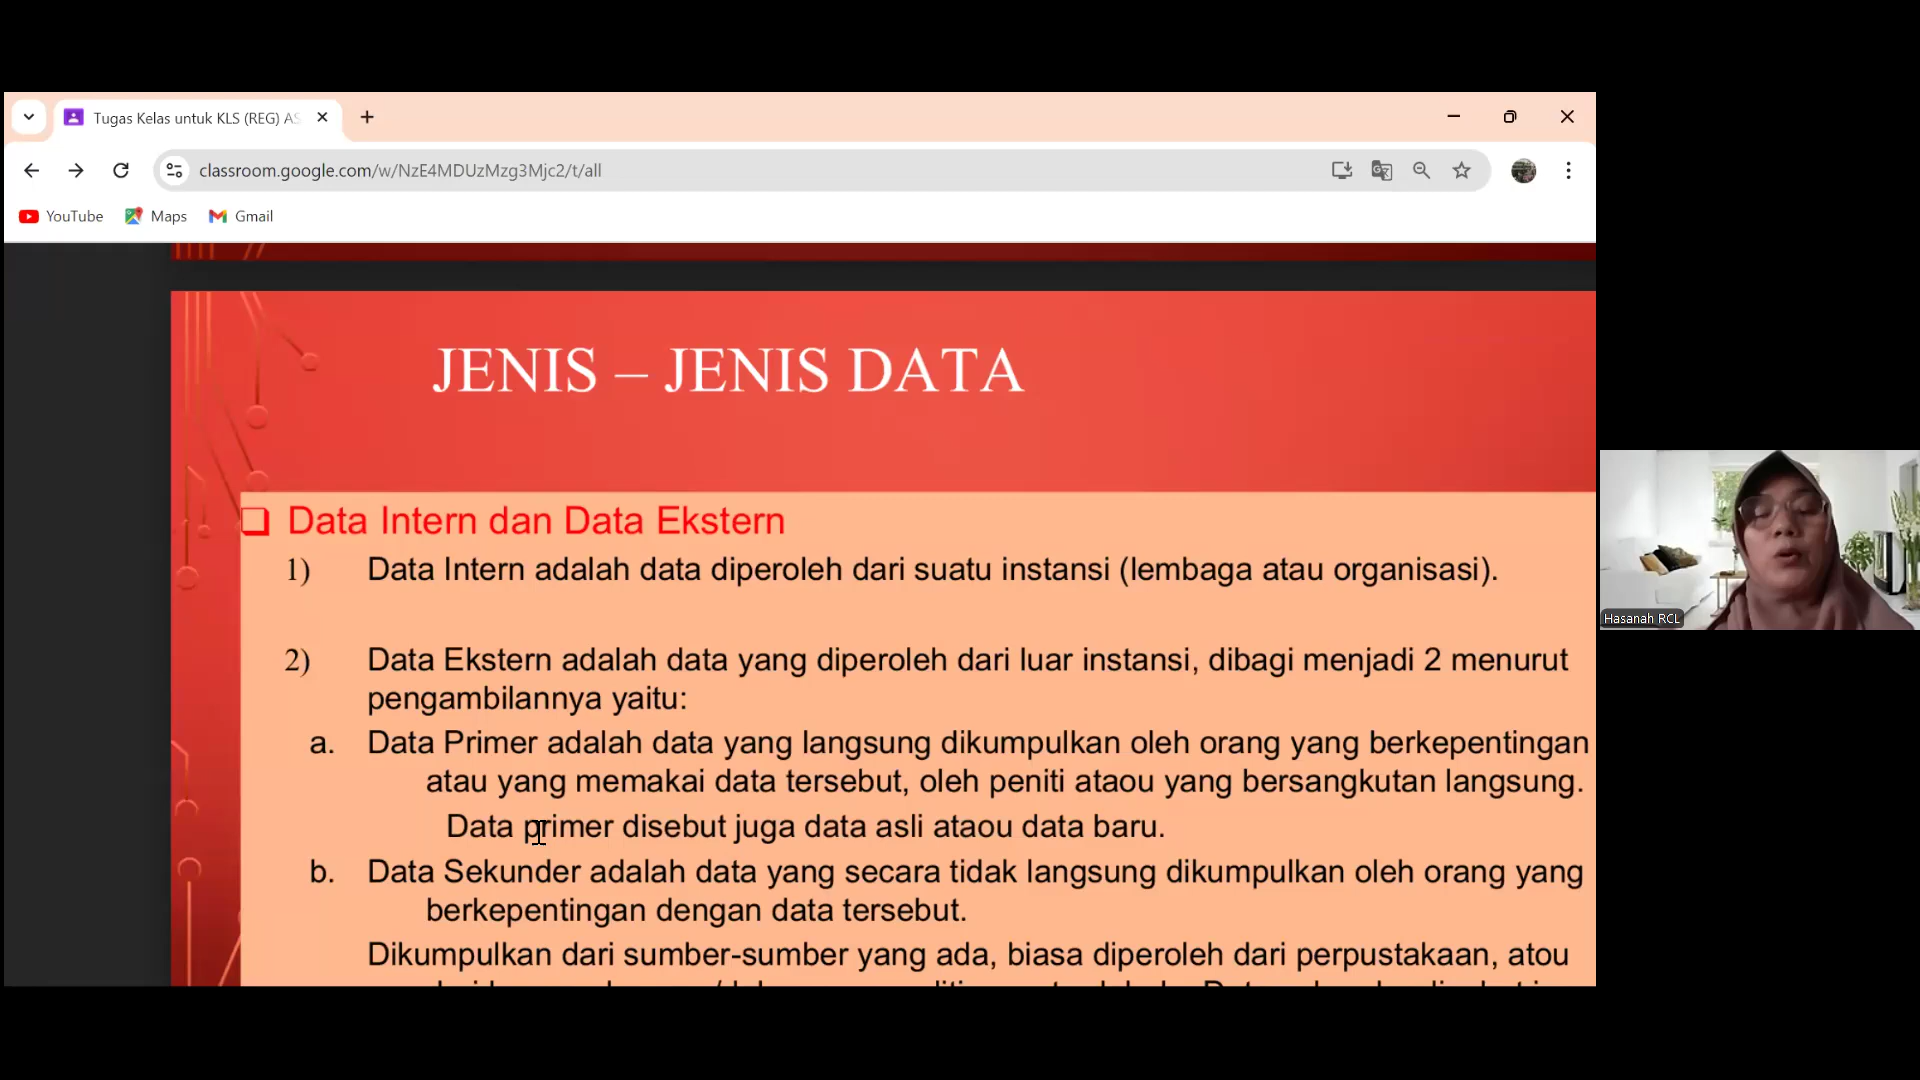 Tugas Kelas untuk KLS (REG) AS
classroom.google.com/w/NzE4MDUzMzg3Mjc2/t/all
YouTube Maps Gmail
JENIS – JENIS DATA
Data Intern dan Data Ekstern
1) Data Intern adalah data diperoleh dari suatu instansi (lembaga atau organisasi).
2) Data Ekstern adalah data yang diperoleh dari luar instansi, dibagi menjadi 2 menurut
pengambilannya yaitu:
a. Data Primer adalah data yang langsung dikumpulkan oleh orang yang berkepentingan
atau yang memakai data tersebut, oleh peniti ataou yang bersangkutan langsung.
Data primer disebut juga data asli ataou data baru.
b. Data Sekunder adalah data yang secara tidak langsung dikumpulkan oleh orang yang
berkepentingan dengan data tersebut.
Dikumpulkan dari sumber-sumber yang ada, biasa diperoleh dari perpustakaan, atou
Hasanah RCL